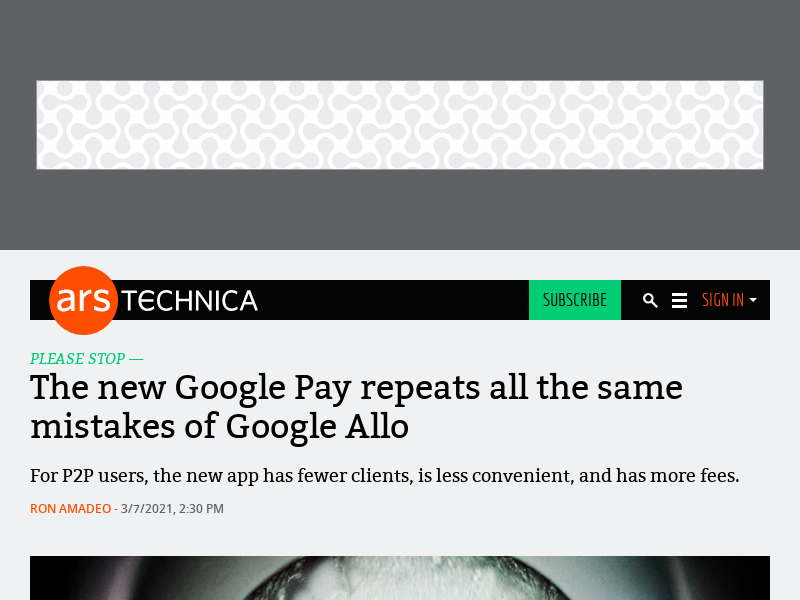 ars TECHNICA
SUBSCRIBE
SIGN IN
PLEASE STOP —
The new Google Pay repeats all the same
mistakes of Google Allo
For P2P users, the new app has fewer clients, is less convenient, and has more fees.
RON AMADEO - 3/7/2021, 2:30 PM